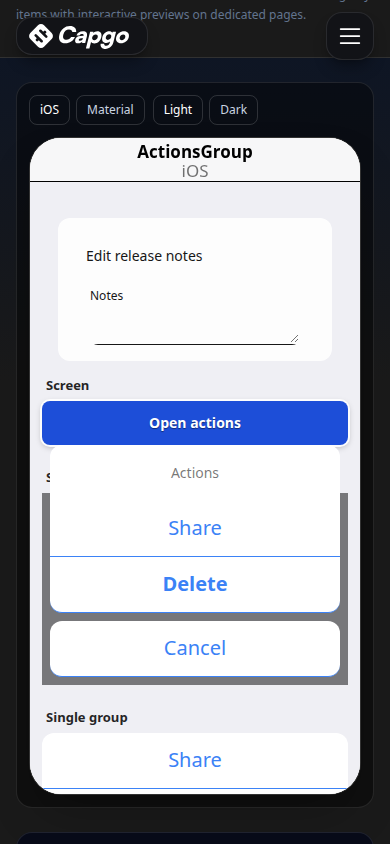 items with interactive previews on dedicated pages.
Capgo
iOS
Material
Light
Dark
ActionsGroup
iOS
Edit release notes
Notes
Screen
Open actions
Actions
Share
Delete
Cancel
Single group
Share